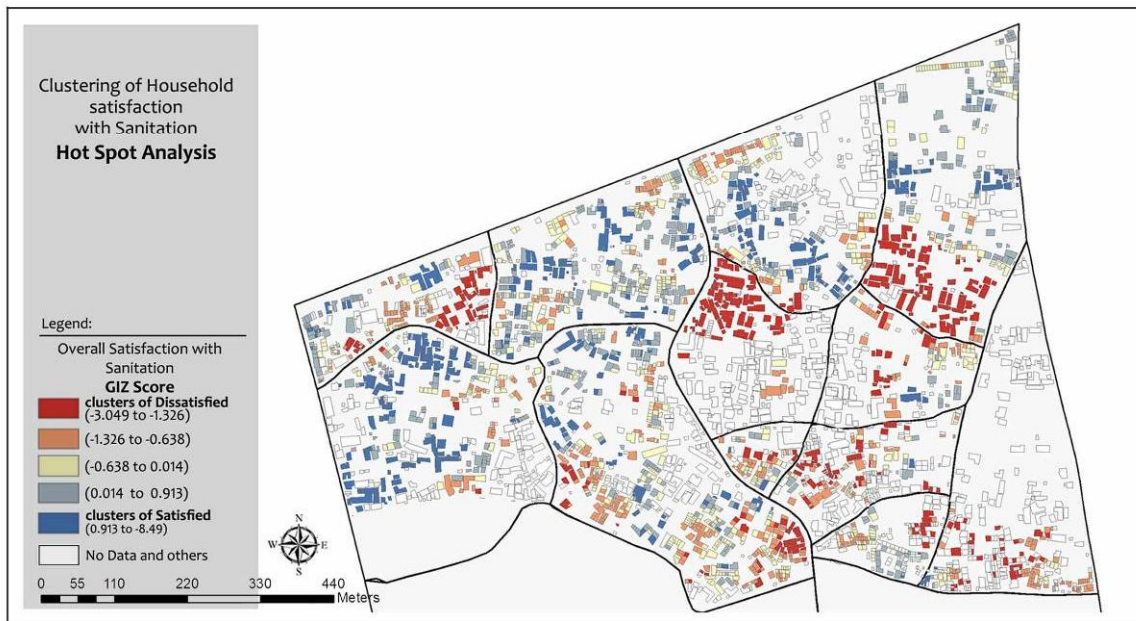 Clustering of Household
satisfaction
with Sanitation
Hot Spot Analysis
Legend:
Overall Satisfaction with
Sanitation
GIZ Score
clusters of Dissatisfied
(-3.049 to -1.326)
(-1.326 to -0.638)
(-0.638 to 0.014)
(0.014 to 0.913)
clusters of Satisfied
(0.913 to -8.49)
No Data and others
N
W E
S
0 55 110 220 330 440
Meters